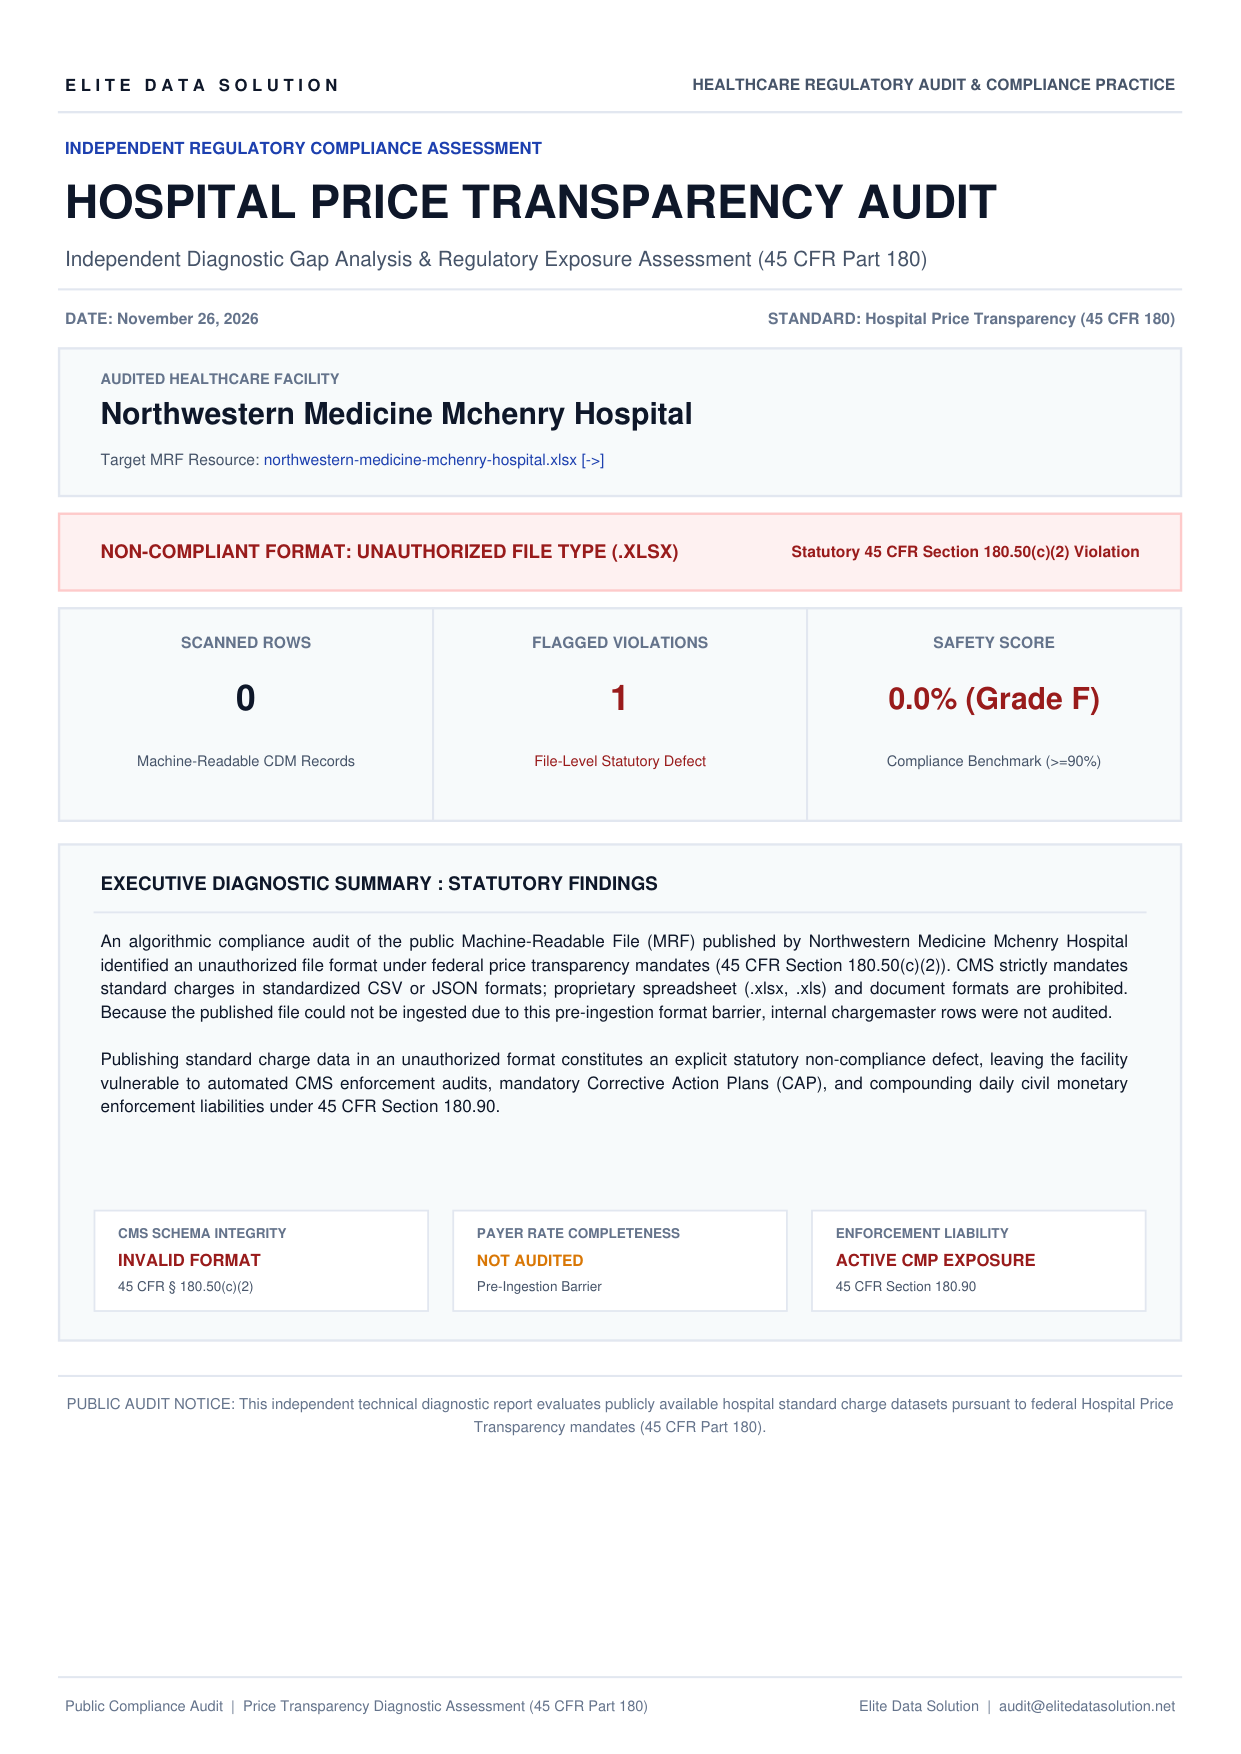 ELITE DATA SOLUTION
HEALTHCARE REGULATORY AUDIT & COMPLIANCE PRACTICE
INDEPENDENT REGULATORY COMPLIANCE ASSESSMENT
HOSPITAL PRICE TRANSPARENCY AUDIT
Independent Diagnostic Gap Analysis & Regulatory Exposure Assessment (45 CFR Part 180)
DATE: November 26, 2026
STANDARD: Hospital Price Transparency (45 CFR 180)
AUDITED HEALTHCARE FACILITY
Northwestern Medicine Mchenry Hospital
Target MRF Resource: northwestern-medicine-mchenry-hospital.xlsx [->]
NON-COMPLIANT FORMAT: UNAUTHORIZED FILE TYPE (.XLSX)
Statutory 45 CFR Section 180.50(c)(2) Violation
SCANNED ROWS
0
Machine-Readable CDM Records
FLAGGED VIOLATIONS
1
File-Level Statutory Defect
SAFETY SCORE
0.0% (Grade F)
Compliance Benchmark (>=90%)
EXECUTIVE DIAGNOSTIC SUMMARY : STATUTORY FINDINGS
An algorithmic compliance audit of the public Machine-Readable File (MRF) published by Northwestern Medicine Mchenry Hospital
identified an unauthorized file format under federal price transparency mandates (45 CFR Section 180.50(c)(2)). CMS strictly mandates
standard charges in standardized CSV or JSON formats; proprietary spreadsheet (.xlsx, .xls) and document formats are prohibited.
Because the published file could not be ingested due to this pre-ingestion format barrier, internal chargemaster rows were not audited.
Publishing standard charge data in an unauthorized format constitutes an explicit statutory non-compliance defect, leaving the facility
vulnerable to automated CMS enforcement audits, mandatory Corrective Action Plans (CAP), and compounding daily civil monetary
enforcement liabilities under 45 CFR Section 180.90.
CMS SCHEMA INTEGRITY
INVALID FORMAT
45 CFR § 180.50(c)(2)
PAYER RATE COMPLETENESS
NOT AUDITED
Pre-Ingestion Barrier
ENFORCEMENT LIABILITY
ACTIVE CMP EXPOSURE
45 CFR Section 180.90
PUBLIC AUDIT NOTICE: This independent technical diagnostic report evaluates publicly available hospital standard charge datasets pursuant to federal Hospital Price
Transparency mandates (45 CFR Part 180).
Public Compliance Audit | Price Transparency Diagnostic Assessment (45 CFR Part 180)
Elite Data Solution | audit@elitedatasolution.net